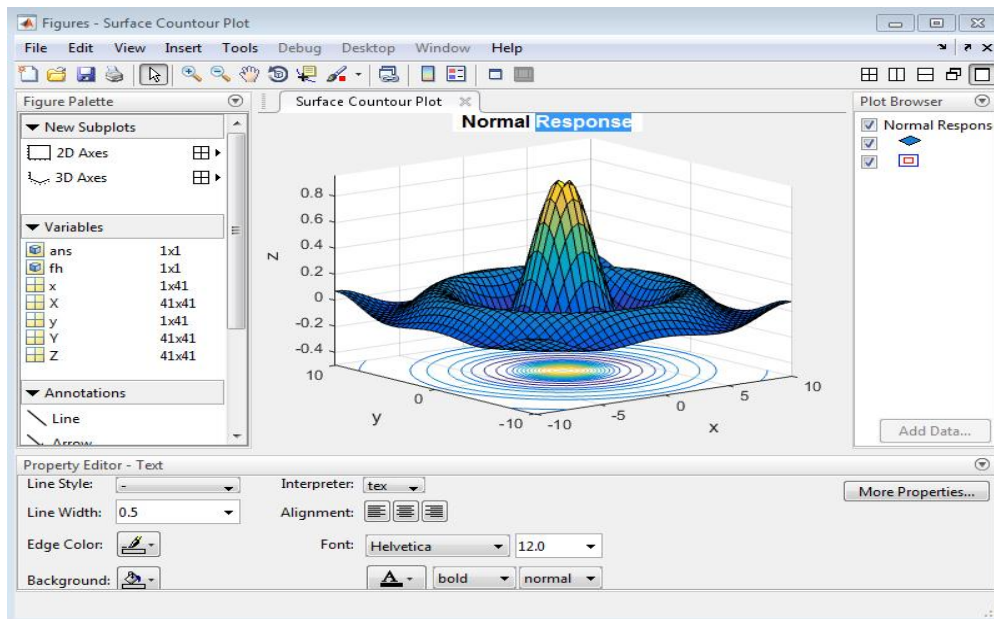 Figures - Surface Countour Plot
File Edit View Insert Tools Debug Desktop Window Help
Figure Palette
New Subplots
2D Axes
3D Axes
Variables
ans 1x1
fh 1x1
x 1x41
X 41x41
y 1x41
Y 41x41
Z 41x41
Annotations
Line
Arrow
Surface Countour Plot
Normal Response
0.8
0.6
0.4
0.2
0
-0.2
-0.4
z
10 0 -10
y
-10 -5 0 5 10
x
Plot Browser
Normal Respons
Add Data...
Property Editor - Text
Line Style: - Interpreter: tex More Properties...
Line Width: 0.5 Alignment:
Edge Color: Font: Helvetica 12.0
Background: A bold normal